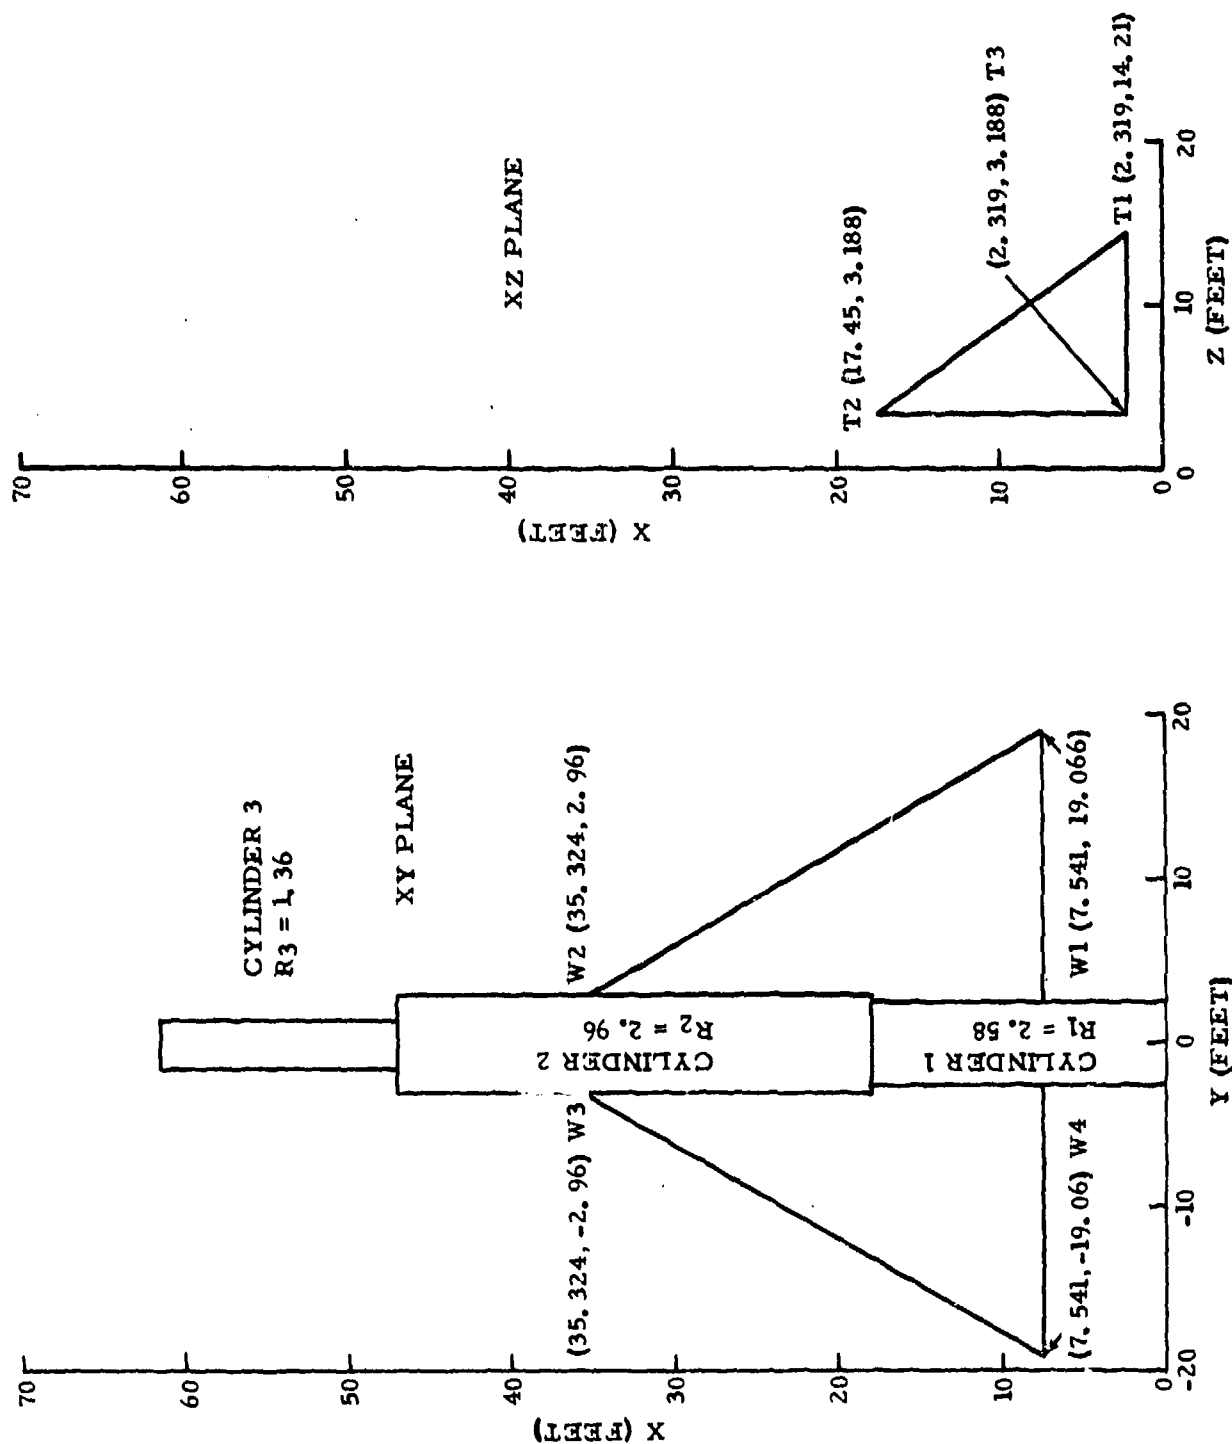 70
60
50
40
30
20
10
0
X (FEET)
XZ PLANE
T2 (17.45, 3.188)
(2.319, 3.188) T3
T1 (2.319, 14.21)
0
10
20
Z (FEET)
70
60
50
40
30
20
10
0
X (FEET)
CYLINDER 3
R3 = 1,36
XY PLANE
(35.324, -2.96) W3
W2 (35.324, 2.96)
CYLINDER 2
R2 = 2.96
CYLINDER 1
R1 = 2.58
(7.541, -19.06) W4
W1 (7.541, 19.066)
-20
-10
0
10
20
Y (FEET)